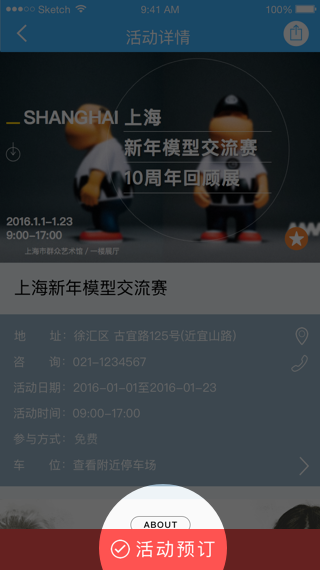 Sketch 9:41 AM 100%
活动详情
SHANGHAI 上海
新年模型交流赛
10周年回顾展
2016.1.1-1.23
9:00-17:00
上海市群众艺术馆 / 一楼展厅
上海新年模型交流赛
地 址：徐汇区 古宜路125号(近宜山路)
咨 询：021-1234567
活动日期：2016-01-01至2016-01-23
活动时间：09:00-17:00
参与方式：免费
车 位：查看附近停车场
ABOUT
活动预订